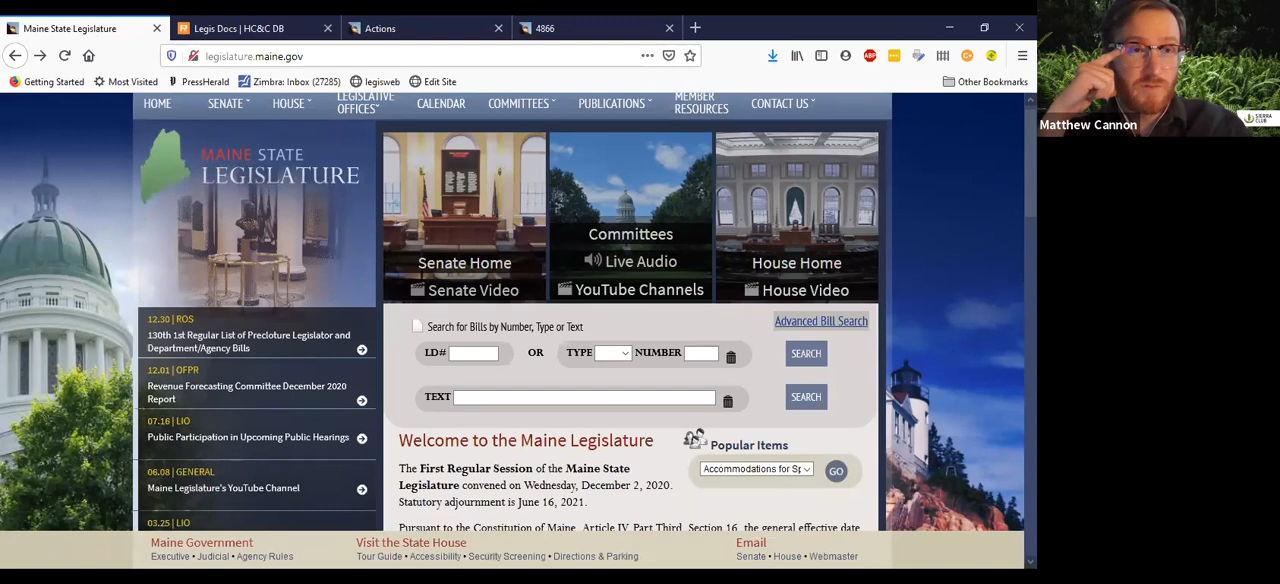 Maine State Legislature
Legis Docs | HC&C DB
Actions
4866
legislature.maine.gov
Getting Started
Most Visited
PressHerald
Zimbra: Inbox (27285)
legisweb
Edit Site
Other Bookmarks
HOME
SENATE
HOUSE
LEGISLATIVE
OFFICES
CALENDAR
COMMITTEES
PUBLICATIONS
MEMBER
RESOURCES
CONTACT US
MAINE STATE
LEGISLATURE
Senate Home
Senate Video
Committees
Live Audio
YouTube Channels
House Home
House Video
12.30 | ROS
130th 1st Regular List of Precloture Legislator and
Department/Agency Bills
12.01 | OFPR
Revenue Forecasting Committee December 2020
Report
07.16 | LIO
Public Participation in Upcoming Public Hearings
06.08 | GENERAL
Maine Legislature's YouTube Channel
03.25 | LIO
Search for Bills by Number, Type or Text
Advanced Bill Search
LD#
OR
TYPE
NUMBER
SEARCH
TEXT
SEARCH
Welcome to the Maine Legislature
Popular Items
Accommodations for Sp
GO
The First Regular Session of the Maine State
Legislature convened on Wednesday, December 2, 2020.
Statutory adjournment is June 16, 2021.
Pursuant to the Constitution of Maine, Article IV, Part Third, Section 16, the general effective date
Maine Government
Executive • Judicial • Agency Rules
Visit the State House
Tour Guide • Accessibility • Security Screening • Directions & Parking
Email
Senate • House • Webmaster
Matthew Cannon
SIERRA
CLUB
ABP